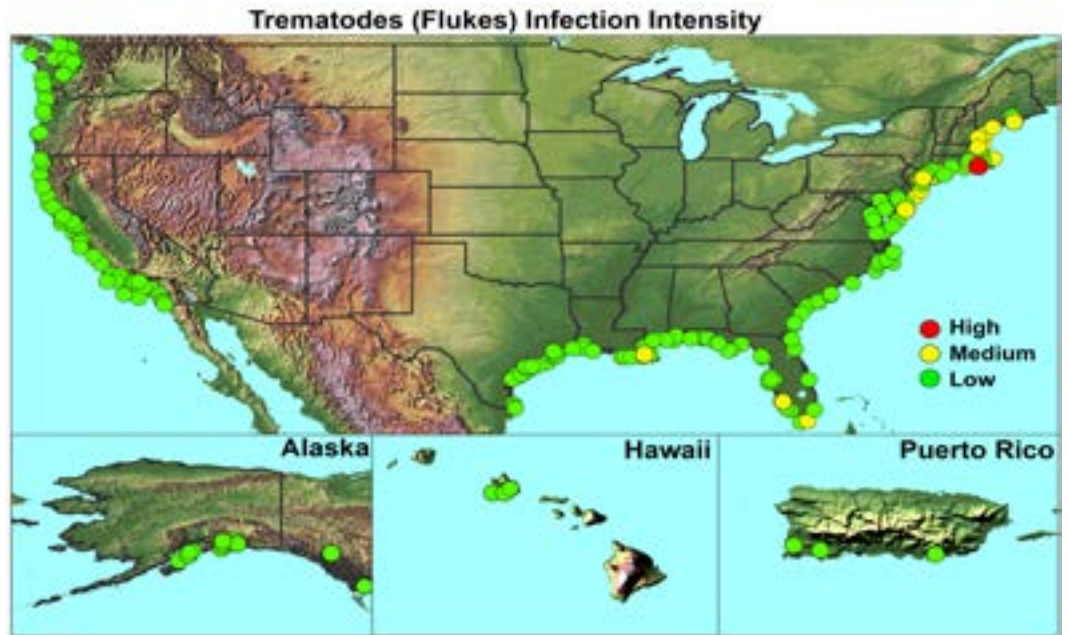 Trematodes (Flukes) Infection Intensity
High
Medium
Low
Alaska
Hawaii
Puerto Rico